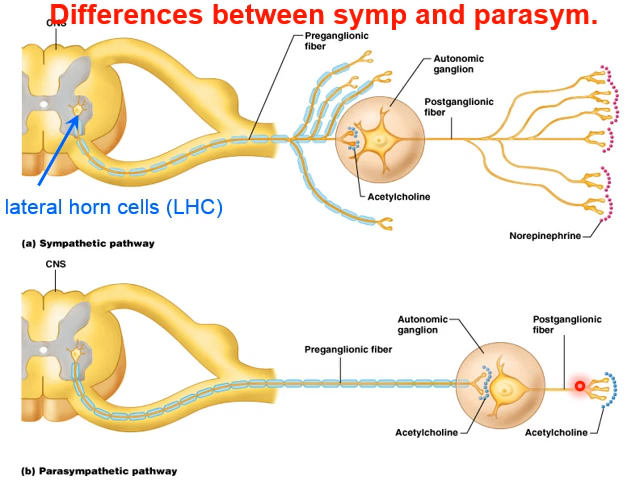 Differences between symp and parasym.
CNS
Preganglionic
fiber
Autonomic
ganglion
Postganglionic
fiber
Acetylcholine
lateral horn cells (LHC)
Norepinephrine
(a) Sympathetic pathway
CNS
Autonomic
ganglion
Postganglionic
fiber
Preganglionic fiber
Acetylcholine
Acetylcholine
(b) Parasympathetic pathway